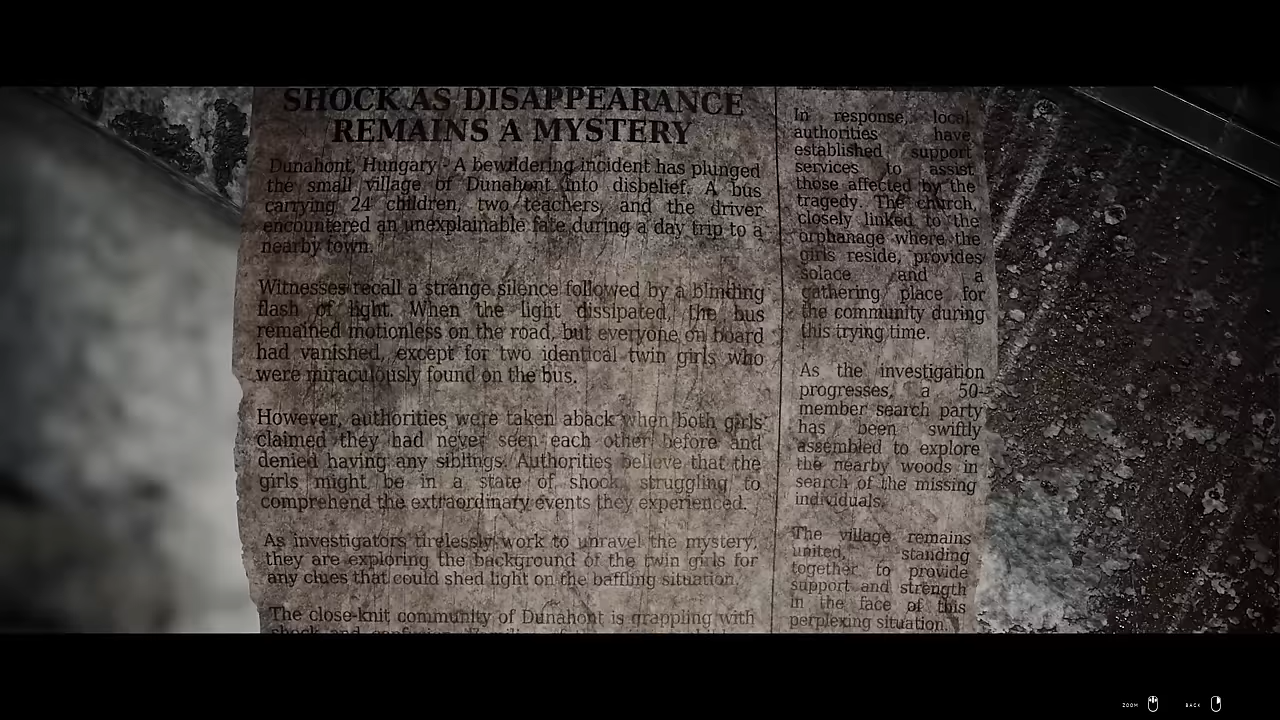 SHOCK AS DISAPPEARANCE
REMAINS A MYSTERY
Dunahont, Hungary - A bewildering incident has plunged
the small village of Dunahont into disbelief. A bus
carrying 24 children, two teachers, and the driver
encountered an unexplainable fate during a day trip to a
nearby town.
Witnesses recall a strange silence followed by a blinding
flash of light. When the light dissipated, the bus
remained motionless on the road, but everyone on board
had vanished, except for two identical twin girls who
were miraculously found on the bus.
However, authorities were taken aback when both girls
claimed they had never seen each other before and
denied having any siblings. Authorities believe that the
girls might be in a state of shock, struggling to
comprehend the extraordinary events they experienced.
As investigators tirelessly work to unravel the mystery,
they are exploring the background of the twin girls for
any clues that could shed light on the baffling situation.
The close-knit community of Dunahont is grappling with
shock and confusion.
In response, local
authorities have
established support
services to assist
those affected by the
tragedy. The church,
closely linked to the
orphanage where the
girls reside, provides
solace and a
gathering place for
the community during
this trying time.
As the investigation
progresses, a 50-
member search party
has been swiftly
assembled to explore
the nearby woods in
search of the missing
individuals.
The village remains
united, standing
together to provide
support and strength
in the face of this
perplexing situation.
ZOOM
BACK